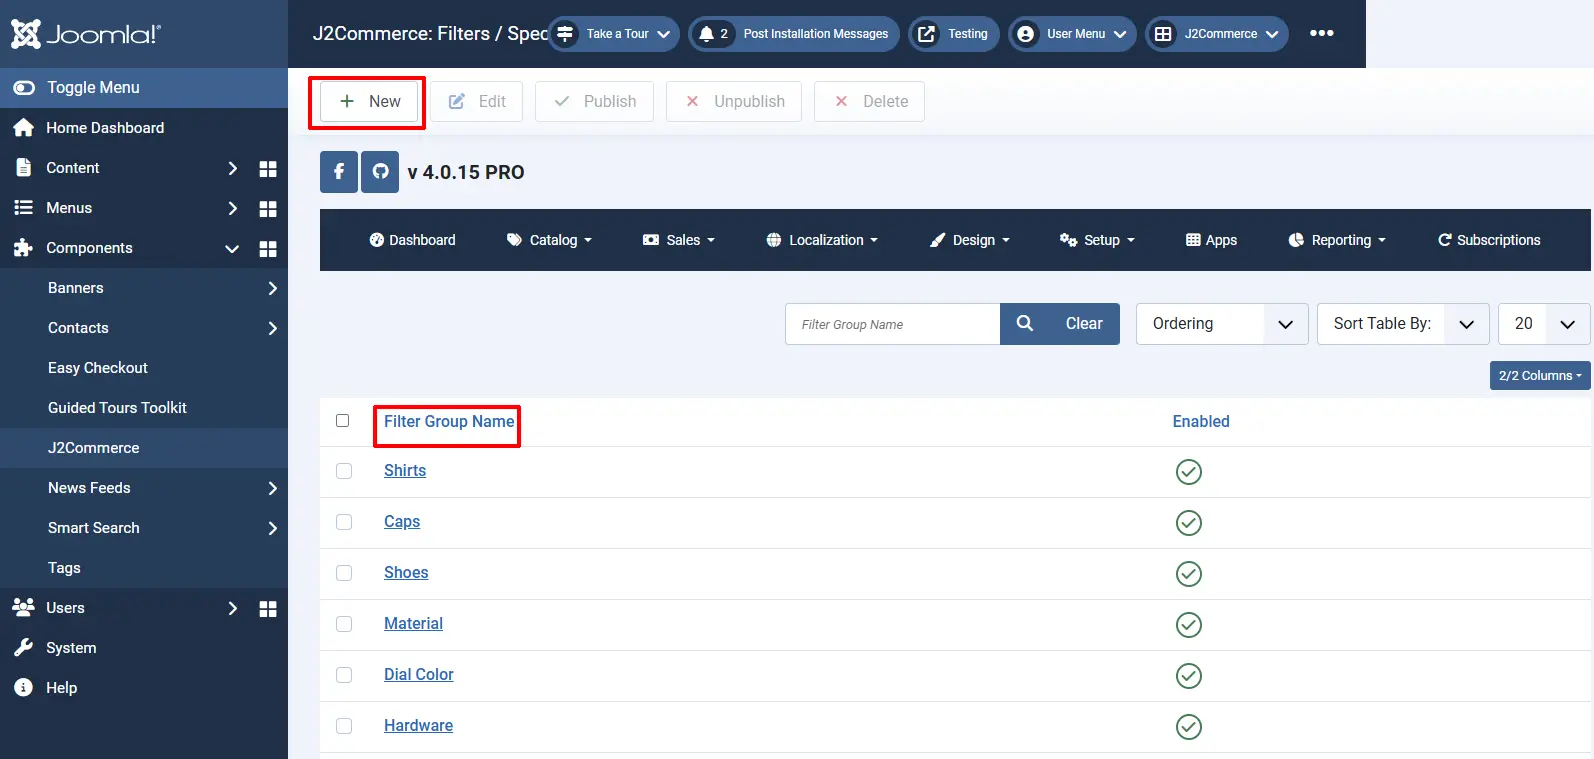 Joomla!®
J2Commerce: Filters / Spec
Take a Tour
2 Post Installation Messages
Testing
User Menu
J2Commerce
Toggle Menu
Home Dashboard
Content
Menus
Components
Banners
Contacts
Easy Checkout
Guided Tours Toolkit
J2Commerce
News Feeds
Smart Search
Tags
Users
System
Help
New
Edit
Publish
Unpublish
Delete
v 4.0.15 PRO
Dashboard
Catalog
Sales
Localization
Design
Setup
Apps
Reporting
Subscriptions
Filter Group Name
Clear
Ordering
Sort Table By:
20
2/2 Columns
Filter Group Name Enabled
Shirts
Caps
Shoes
Material
Dial Color
Hardware